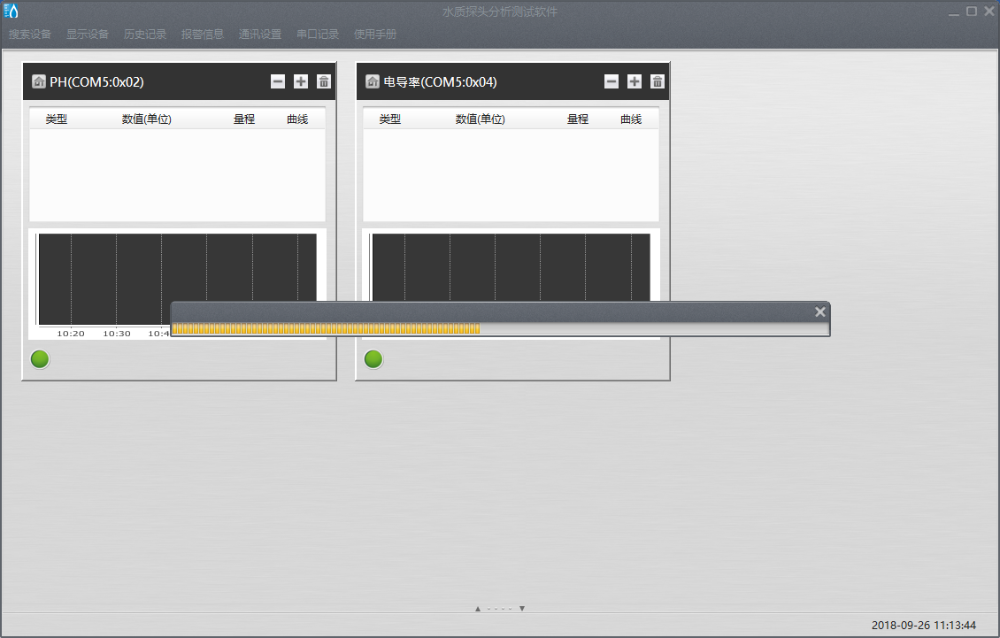 水质探头分析测试软件
搜索设备 显示设备 历史记录 报警信息 通讯设置 串口记录 使用手册
PH(COM5:0x02)
类型 数值(单位) 量程 曲线
10:20 10:30 10:4
电导率(COM5:0x04)
类型 数值(单位) 量程 曲线
2018-09-26 11:13:44